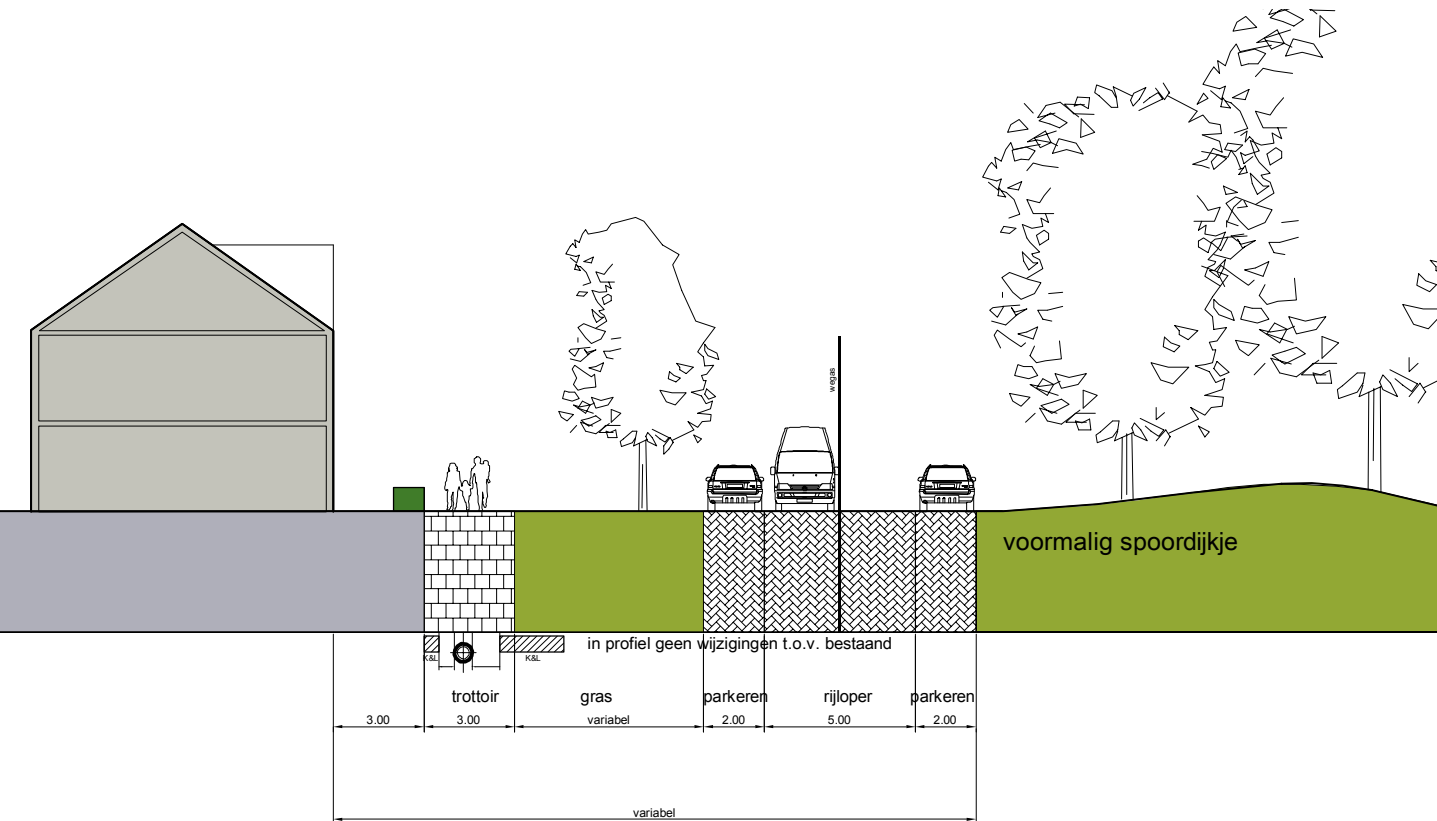 wegas
voormalig spoordijkje
in profiel geen wijzigingen t.o.v. bestaand
K&L
K&L
trottoir gras parkeren rijloper parkeren
3.00 3.00 variabel 2.00 5.00 2.00
variabel